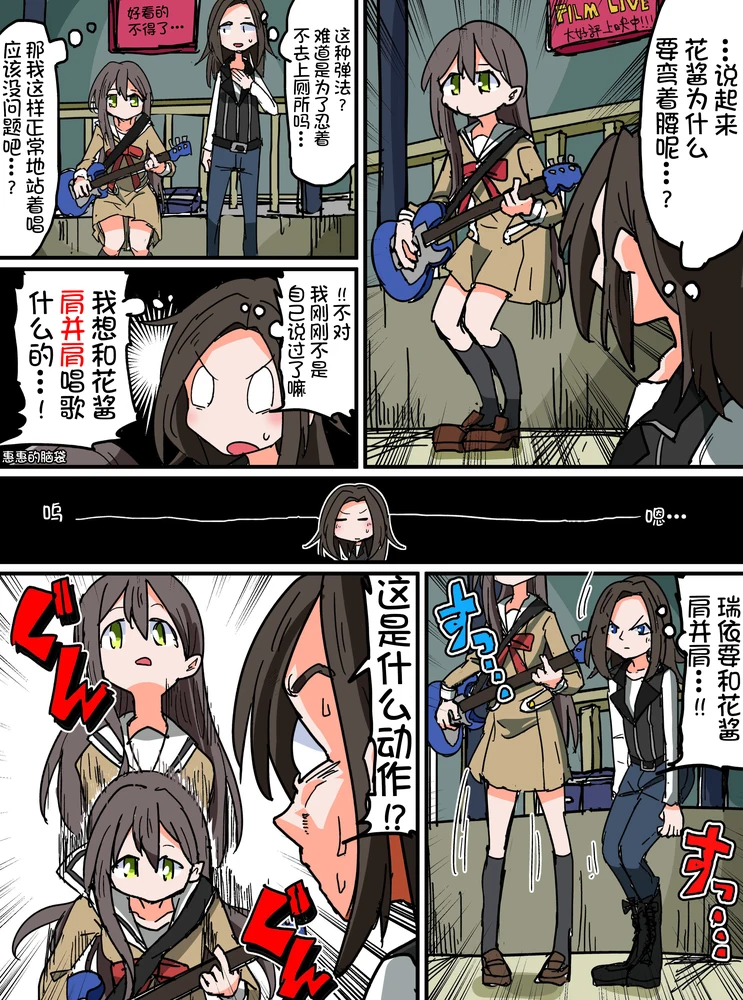 …说起来
花酱为什么
要弯着腰呢…?
FILM LIVE
大好評上映中!!!
好看的
不得了…
这种弹法?
难道是为了忍着
不去上厕所吗…
那我这样正常地站着唱
应该没问题吧…?
!!不对
我刚刚不是
自己说过了嘛
我想和花酱
肩并肩唱歌
什么的…!
惠惠的脑袋
嗯…
呜
瑞依要和花酱
肩并肩…!!
すっ…
すっ…
这是什么动作!?
ぐん
ぐん